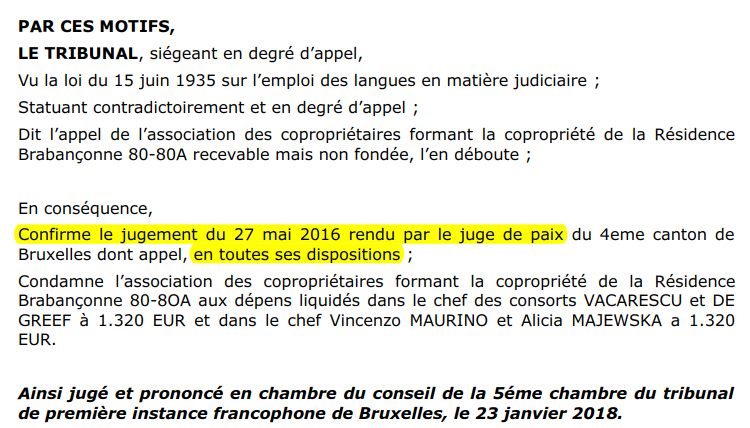 PAR CES MOTIFS,
LE TRIBUNAL, siégeant en degré d’appel,
Vu la loi du 15 juin 1935 sur l’emploi des langues en matière judiciaire ;
Statuant contradictoirement et en degré d’appel ;
Dit l’appel de l’association des copropriétaires formant la copropriété de la Résidence
Brabançonne 80-80A recevable mais non fondée, l’en déboute ;
En conséquence,
Confirme le jugement du 27 mai 2016 rendu par le juge de paix du 4eme canton de
Bruxelles dont appel, en toutes ses dispositions ;
Condamne l’association des copropriétaires formant la copropriété de la Résidence
Brabançonne 80-8OA aux dépens liquidés dans le chef des consorts VACARESCU et DE
GREEF à 1.320 EUR et dans le chef Vincenzo MAURINO et Alicia MAJEWSKA a 1.320
EUR.
Ainsi jugé et prononcé en chambre du conseil de la 5éme chambre du tribunal
de première instance francophone de Bruxelles, le 23 janvier 2018.